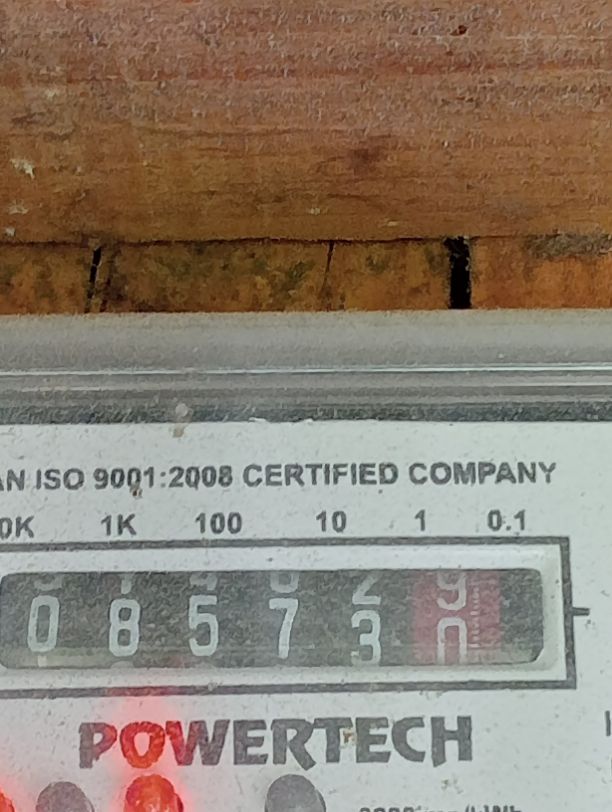 AN ISO 9001:2008 CERTIFIED COMPANY
0K 1K 100 10 1 0.1
0 8 5 7 3 0
POWERTECH